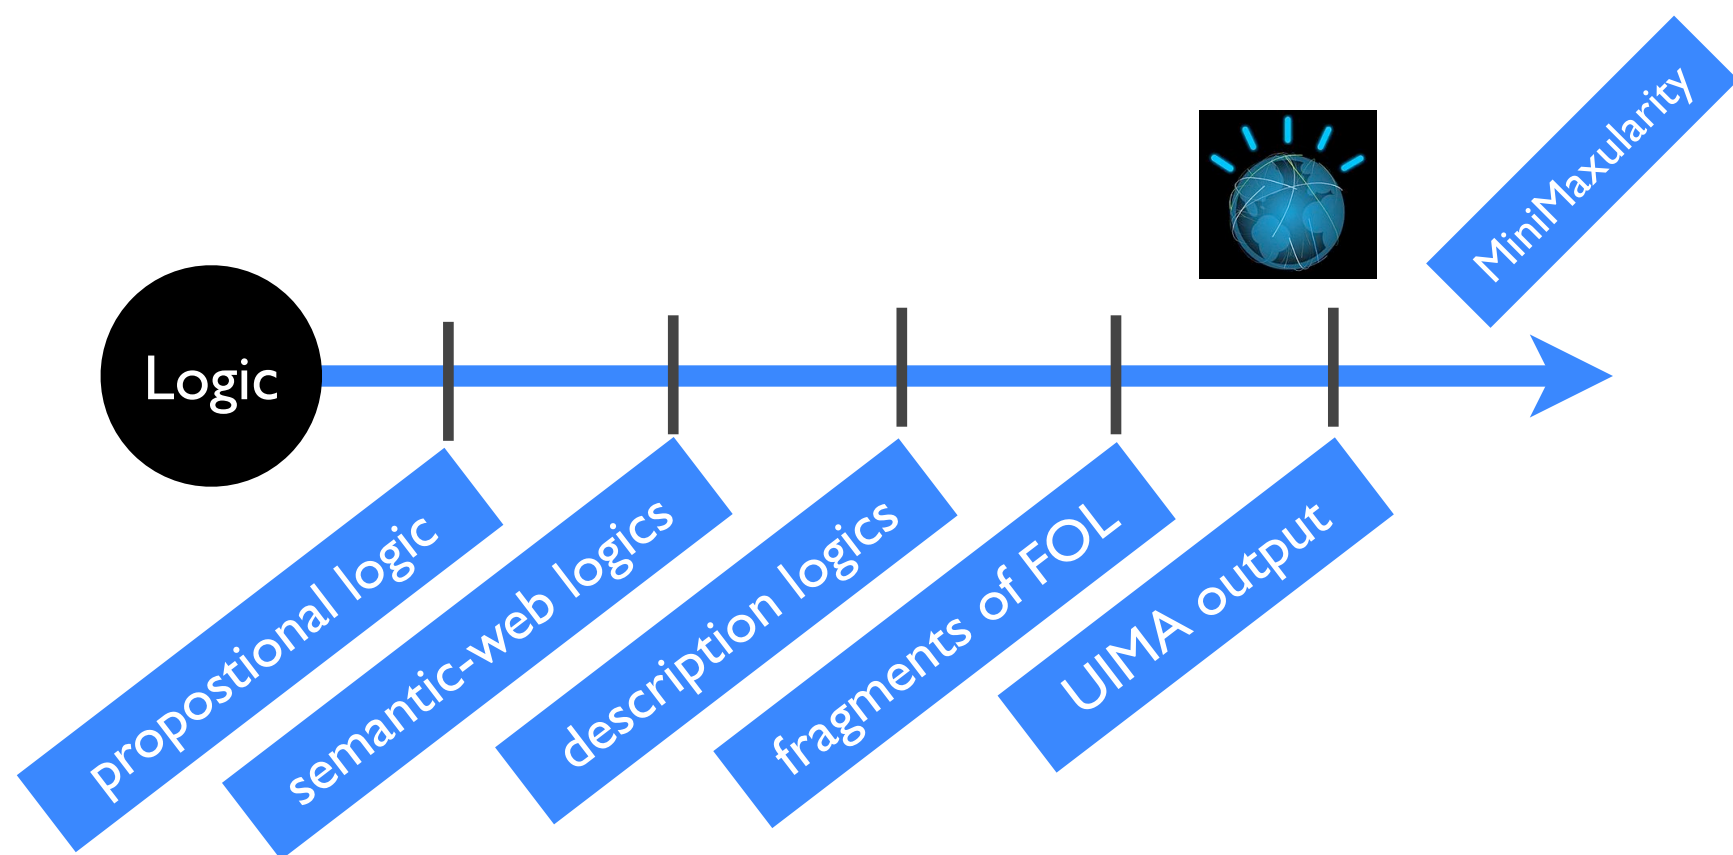 Logic
propostional logic
semantic-web logics
description logics
fragments of FOL
UIMA output
MiniMaxularity